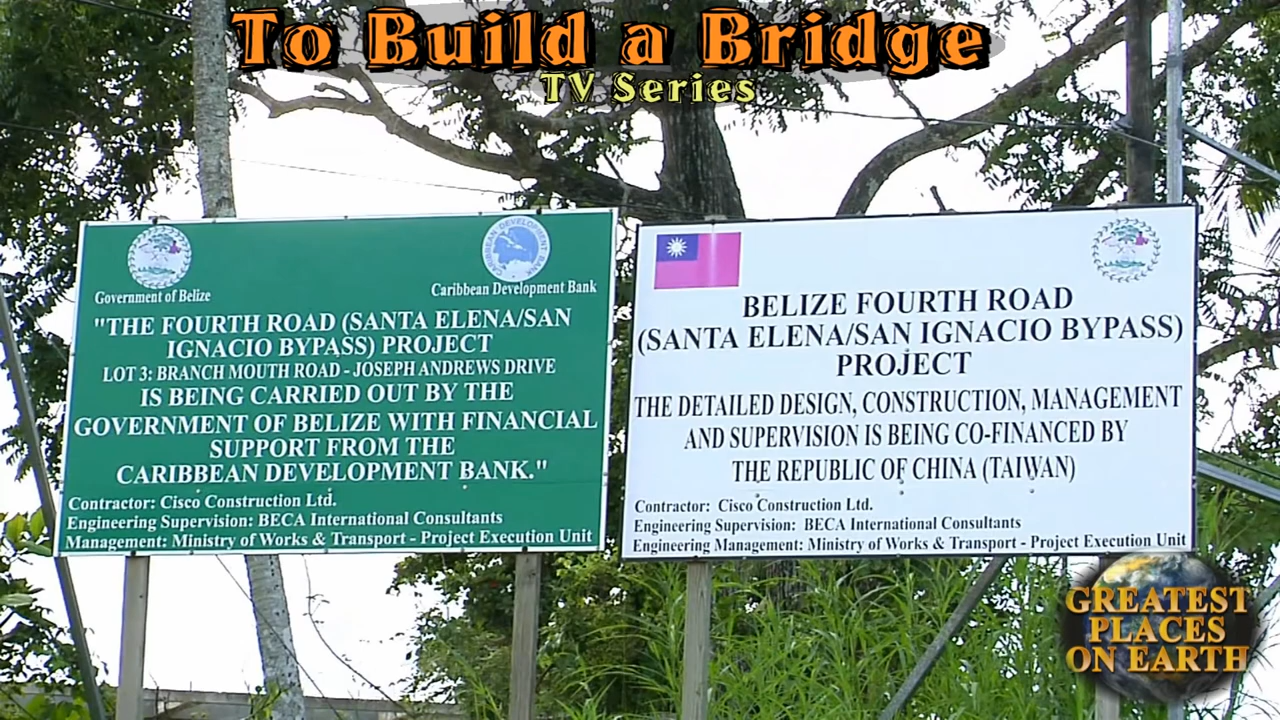 To Build a Bridge
TV Series
Government of Belize
CARIBBEAN DEVELOPMENT BANK
Caribbean Development Bank
"THE FOURTH ROAD (SANTA ELENA/SAN
IGNACIO BYPASS) PROJECT
LOT 3: BRANCH MOUTH ROAD - JOSEPH ANDREWS DRIVE
IS BEING CARRIED OUT BY THE
GOVERNMENT OF BELIZE WITH FINANCIAL
SUPPORT FROM THE
CARIBBEAN DEVELOPMENT BANK."
Contractor: Cisco Construction Ltd.
Engineering Supervision: BECA International Consultants
Management: Ministry of Works & Transport - Project Execution Unit
BELIZE FOURTH ROAD
(SANTA ELENA/SAN IGNACIO BYPASS)
PROJECT
THE DETAILED DESIGN, CONSTRUCTION, MANAGEMENT
AND SUPERVISION IS BEING CO-FINANCED BY
THE REPUBLIC OF CHINA (TAIWAN)
Contractor: Cisco Construction Ltd.
Engineering Supervision: BECA International Consultants
Engineering Management: Ministry of Works & Transport - Project Execution Unit
GREATEST
PLACES
ON EARTH